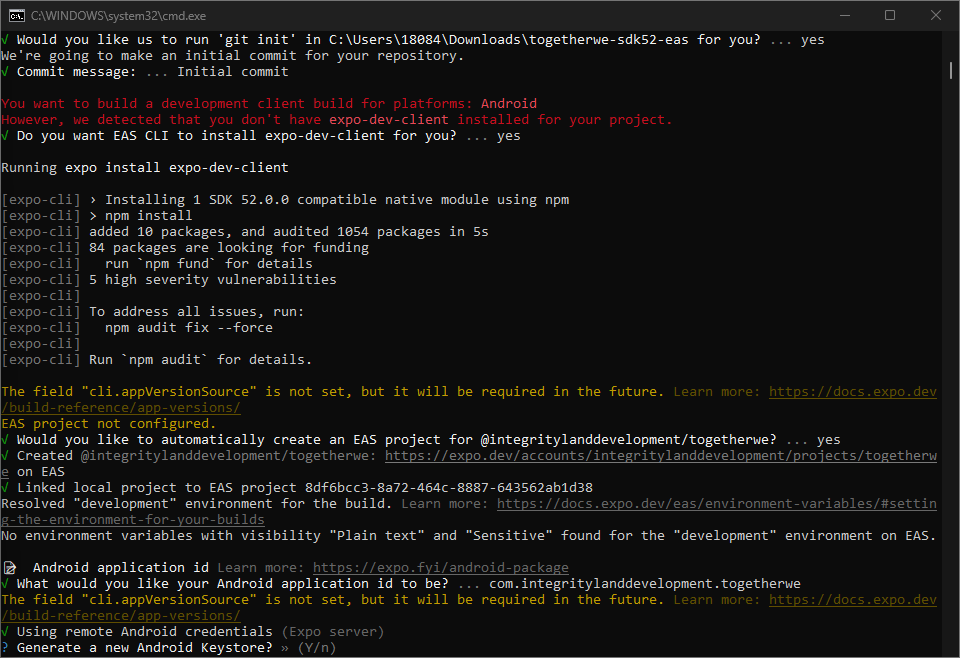 C:\WINDOWS\system32\cmd.exe
√ Would you like us to run 'git init' in C:\Users\18084\Downloads\togetherwe-sdk52-eas for you? ... yes
We're going to make an initial commit for your repository.
√ Commit message: ... Initial commit
You want to build a development client build for platforms: Android
However, we detected that you don't have expo-dev-client installed for your project.
√ Do you want EAS CLI to install expo-dev-client for you? ... yes
Running expo install expo-dev-client
[expo-cli] › Installing 1 SDK 52.0.0 compatible native module using npm
[expo-cli] > npm install
[expo-cli] added 10 packages, and audited 1054 packages in 5s
[expo-cli] 84 packages are looking for funding
[expo-cli]   run `npm fund` for details
[expo-cli] 5 high severity vulnerabilities
[expo-cli]
[expo-cli] To address all issues, run:
[expo-cli]   npm audit fix --force
[expo-cli]
[expo-cli] Run `npm audit` for details.
The field "cli.appVersionSource" is not set, but it will be required in the future. Learn more: https://docs.expo.dev
/build-reference/app-versions/
EAS project not configured.
√ Would you like to automatically create an EAS project for @integritylanddevelopment/togetherwe? ... yes
√ Created @integritylanddevelopment/togetherwe: https://expo.dev/accounts/integritylanddevelopment/projects/togetherw
e on EAS
√ Linked local project to EAS project 8df6bcc3-8a72-464c-8887-643562ab1d38
Resolved "development" environment for the build. Learn more: https://docs.expo.dev/eas/environment-variables/#settin
g-the-environment-for-your-builds
No environment variables with visibility "Plain text" and "Sensitive" found for the "development" environment on EAS.
📝  Android application id Learn more: https://expo.fyi/android-package
√ What would you like your Android application id to be? ... com.integritylanddevelopment.togetherwe
The field "cli.appVersionSource" is not set, but it will be required in the future. Learn more: https://docs.expo.dev
/build-reference/app-versions/
√ Using remote Android credentials (Expo server)
? Generate a new Android Keystore? » (Y/n)